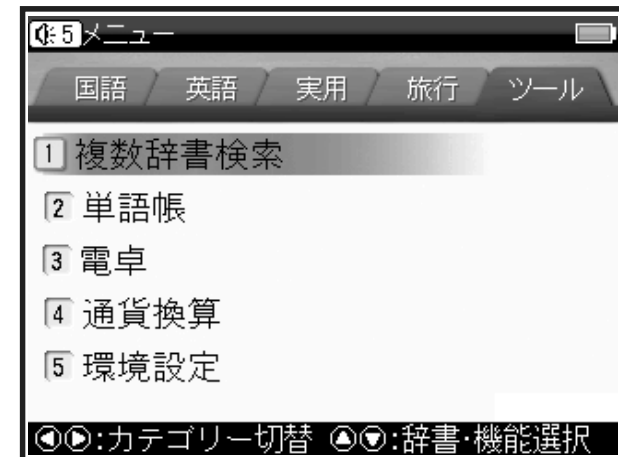 5 メニュー
国語 英語 実用 旅行 ツール
1 複数辞書検索
2 単語帳
3 電卓
4 通貨換算
5 環境設定
:カテゴリー切替 :辞書・機能選択